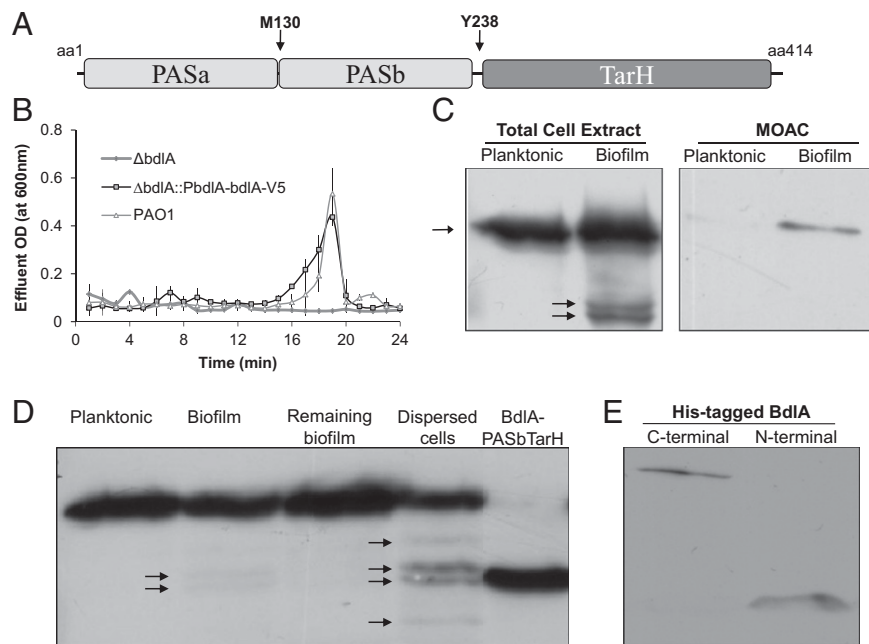 A
M130
Y238
aa1
aa414
PASa
PASb
TarH
B
0.8
0.6
0.4
0.2
0
Effluent OD (at 600nm)
ΔbdlA
ΔbdlA::PbdlA-bdlA-V5
PAO1
0
4
8
12
16
20
24
Time (min)
C
Total Cell Extract
MOAC
Planktonic
Biofilm
Planktonic
Biofilm
D
Planktonic
Biofilm
Remaining
biofilm
Dispersed
cells
BdlA-
PASbTarH
E
His-tagged BdlA
C-terminal
N-terminal